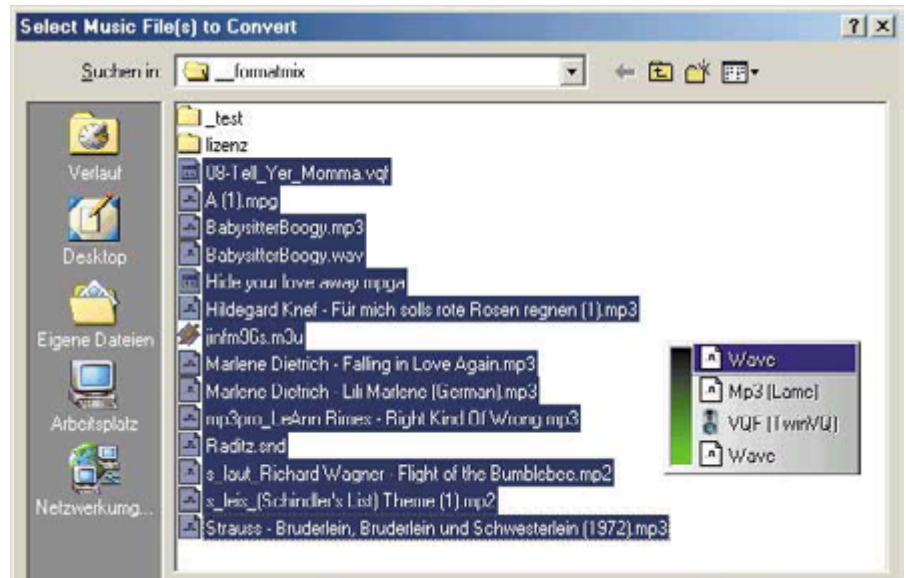 Select Music File(s) to Convert
Suchen in:
__formatmix
_test
lizenz
08-Tell_Yer_Momma.vqf
A (1).mpg
BabysitterBoogy.mp3
BabysitterBoogy.wav
Hide your love away.mpga
Hildegard Knef - Für mich solls rote Rosen regnen (1).mp3
jinfm96s.m3u
Marlene Dietrich - Falling in Love Again.mp3
Marlene Dietrich - Lili Marlene (German).mp3
mp3pro_LeAnn Rimes - Right Kind Of Wrong.mp3
Raditz.snd
s_laut_Richard Wagner - Flight of the Bumblebee.mp2
s_leis_(Schindler's List) Theme (1).mp2
Strauss - Bruderlein, Bruderlein und Schwesterlein (1972).mp3
Verlauf
Desktop
Eigene Dateien
Arbeitsplatz
Netzwerkumg...
Wave
Mp3 (Lame)
VQF (TwinVQ)
Wave